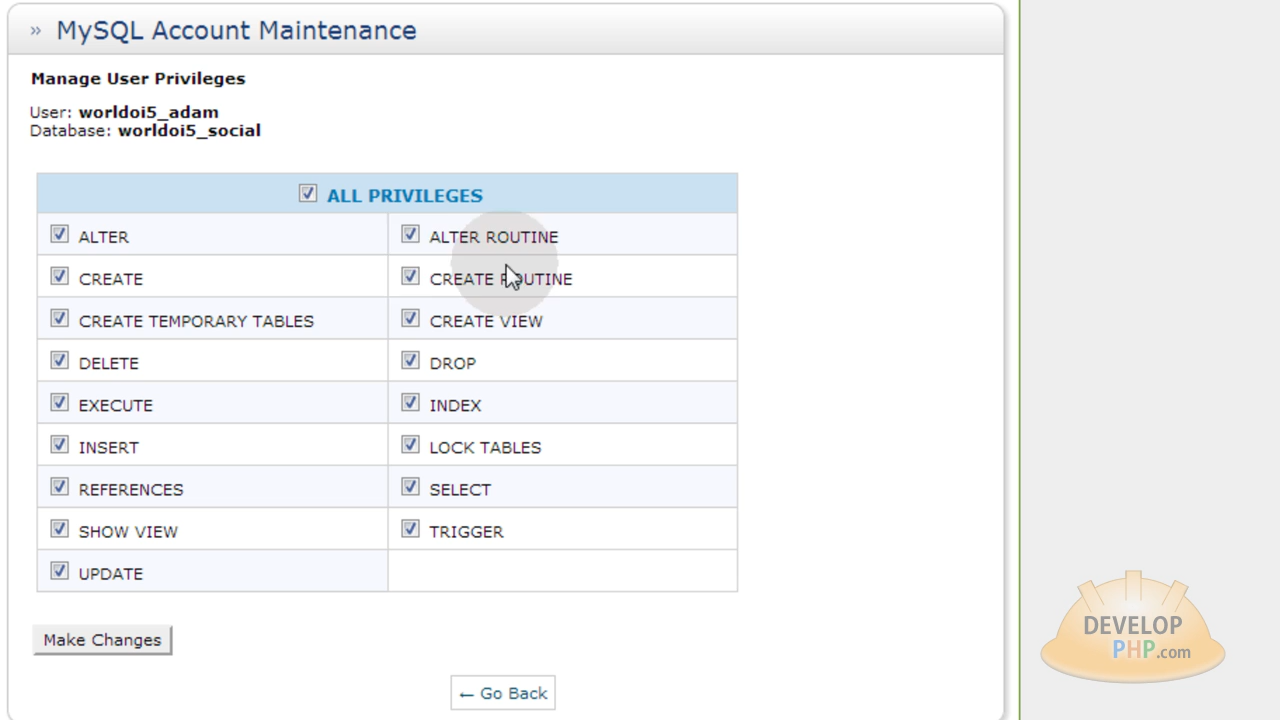 » MySQL Account Maintenance
Manage User Privileges
User: worldoi5_adam
Database: worldoi5_social
ALL PRIVILEGES
ALTER ALTER ROUTINE
CREATE CREATE ROUTINE
CREATE TEMPORARY TABLES CREATE VIEW
DELETE DROP
EXECUTE INDEX
INSERT LOCK TABLES
REFERENCES SELECT
SHOW VIEW TRIGGER
UPDATE
Make Changes
← Go Back
DEVELOP
PHP.com